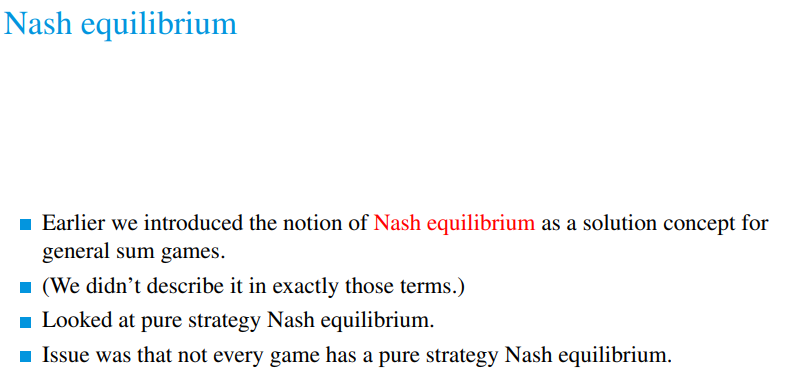 Nash equilibrium
Earlier we introduced the notion of Nash equilibrium as a solution concept for
general sum games.
(We didn’t describe it in exactly those terms.)
Looked at pure strategy Nash equilibrium.
Issue was that not every game has a pure strategy Nash equilibrium.